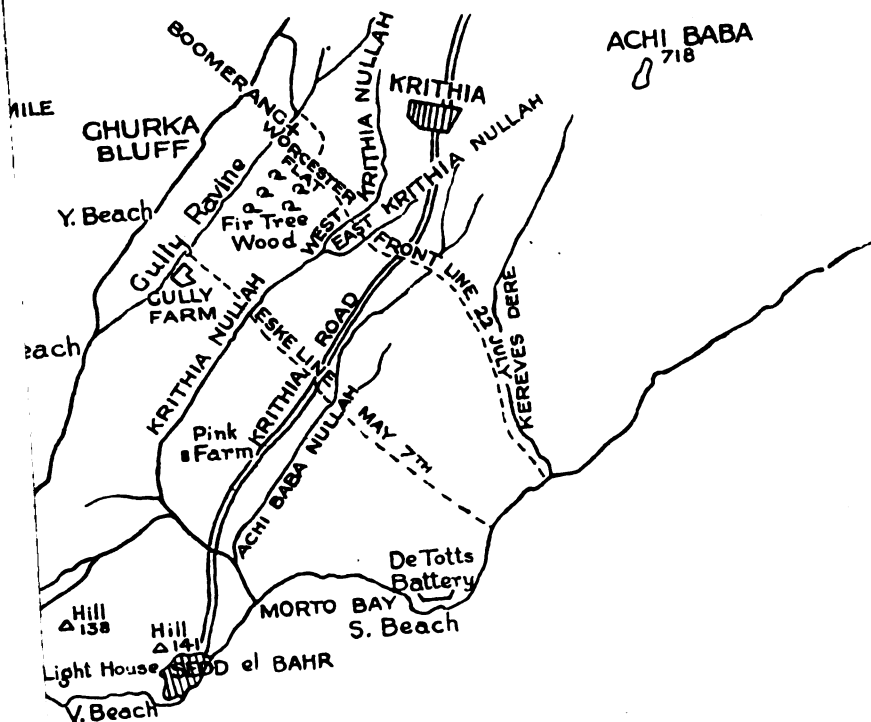 ACHI BABA
718
BOOMERANG
KRITHIA NULLAH
KRITHIA
GHURKA
BLUFF
WORCESTER
FLAT
Y. Beach
Gully Ravine
Fir Tree
Wood
WEST
EAST KRITHIA NULLAH
FRONT LINE 22 JULY
GULLY
FARM
KRITHIA NULLAH
ESKE LINE
MAY 7TH
KRITHIA ROAD
KEREVES DERE
Pink
Farm
ACHI BABA NULLAH
De Totts
Battery
MORTO BAY
S. Beach
Hill
138
Hill
141
Light House
SEDD el BAHR
V. Beach